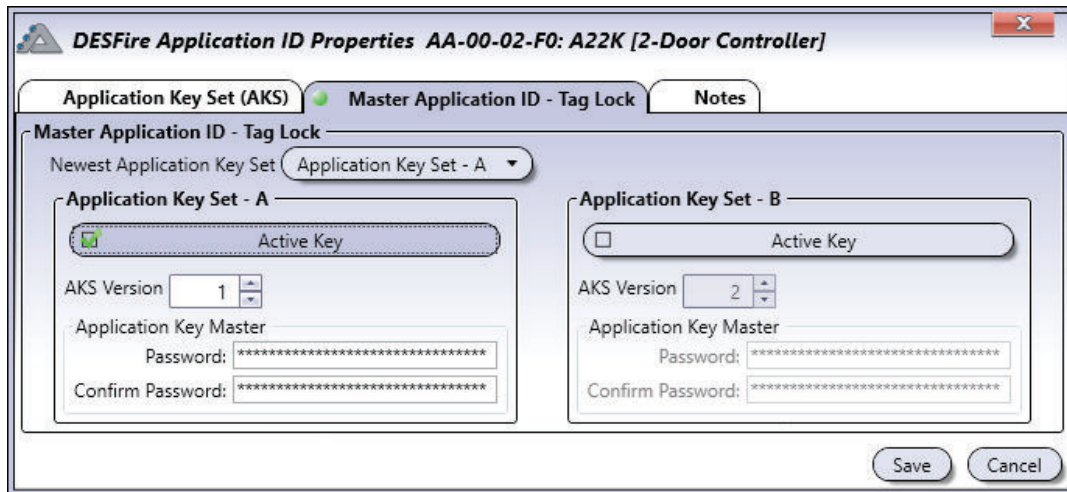 DESFire Application ID Properties AA-00-02-F0: A22K [2-Door Controller]
X
Application Key Set (AKS)
Master Application ID - Tag Lock
Notes
Master Application ID - Tag Lock
Newest Application Key Set Application Key Set - A
Application Key Set - A
Active Key
AKS Version 1
Application Key Master
Password: ********************************
Confirm Password: ********************************
Application Key Set - B
Active Key
AKS Version 2
Application Key Master
Password: ********************************
Confirm Password: ********************************
Save
Cancel